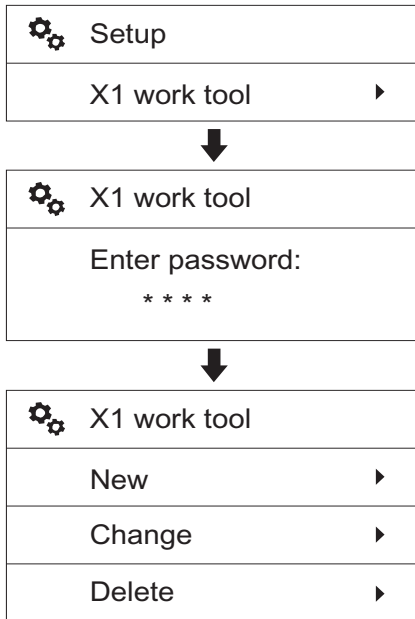 Setup
X1 work tool
X1 work tool
Enter password:
* * * *
X1 work tool
New
Change
Delete